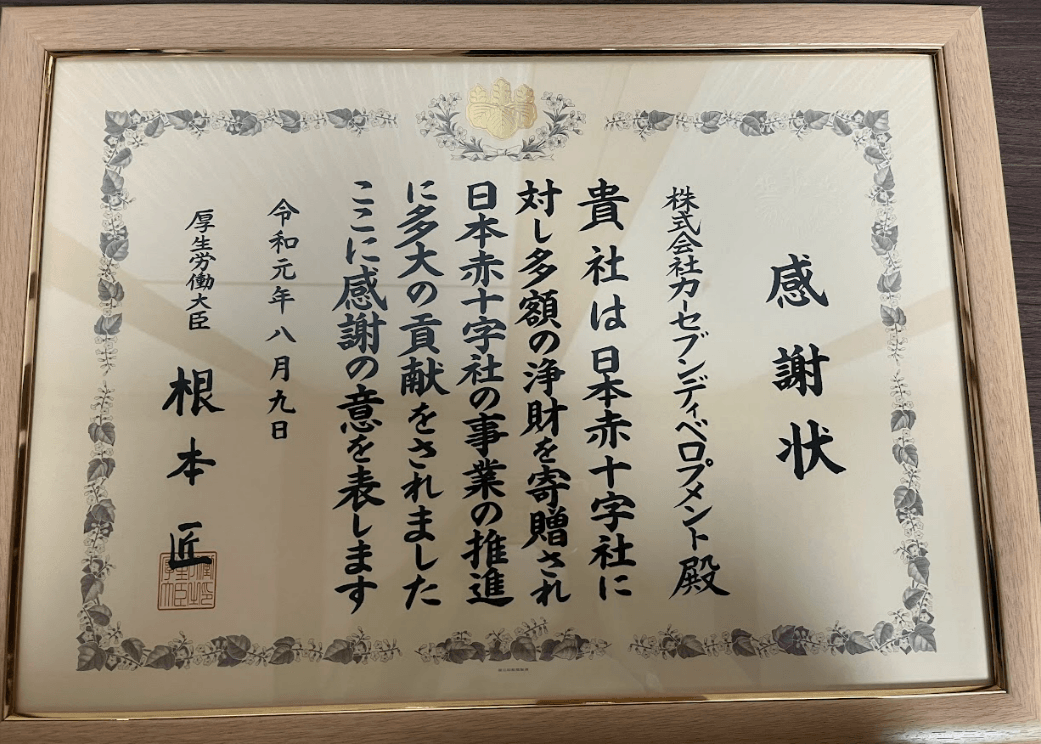 感謝状
株式会社カーセブンディベロプメント殿
貴社は日本赤十字社に
対し多額の浄財を寄贈され
日本赤十字社の事業の推進
に多大の貢献をされました
ここに感謝の意を表します
令和元年八月九日
厚生労働大臣 根本匠